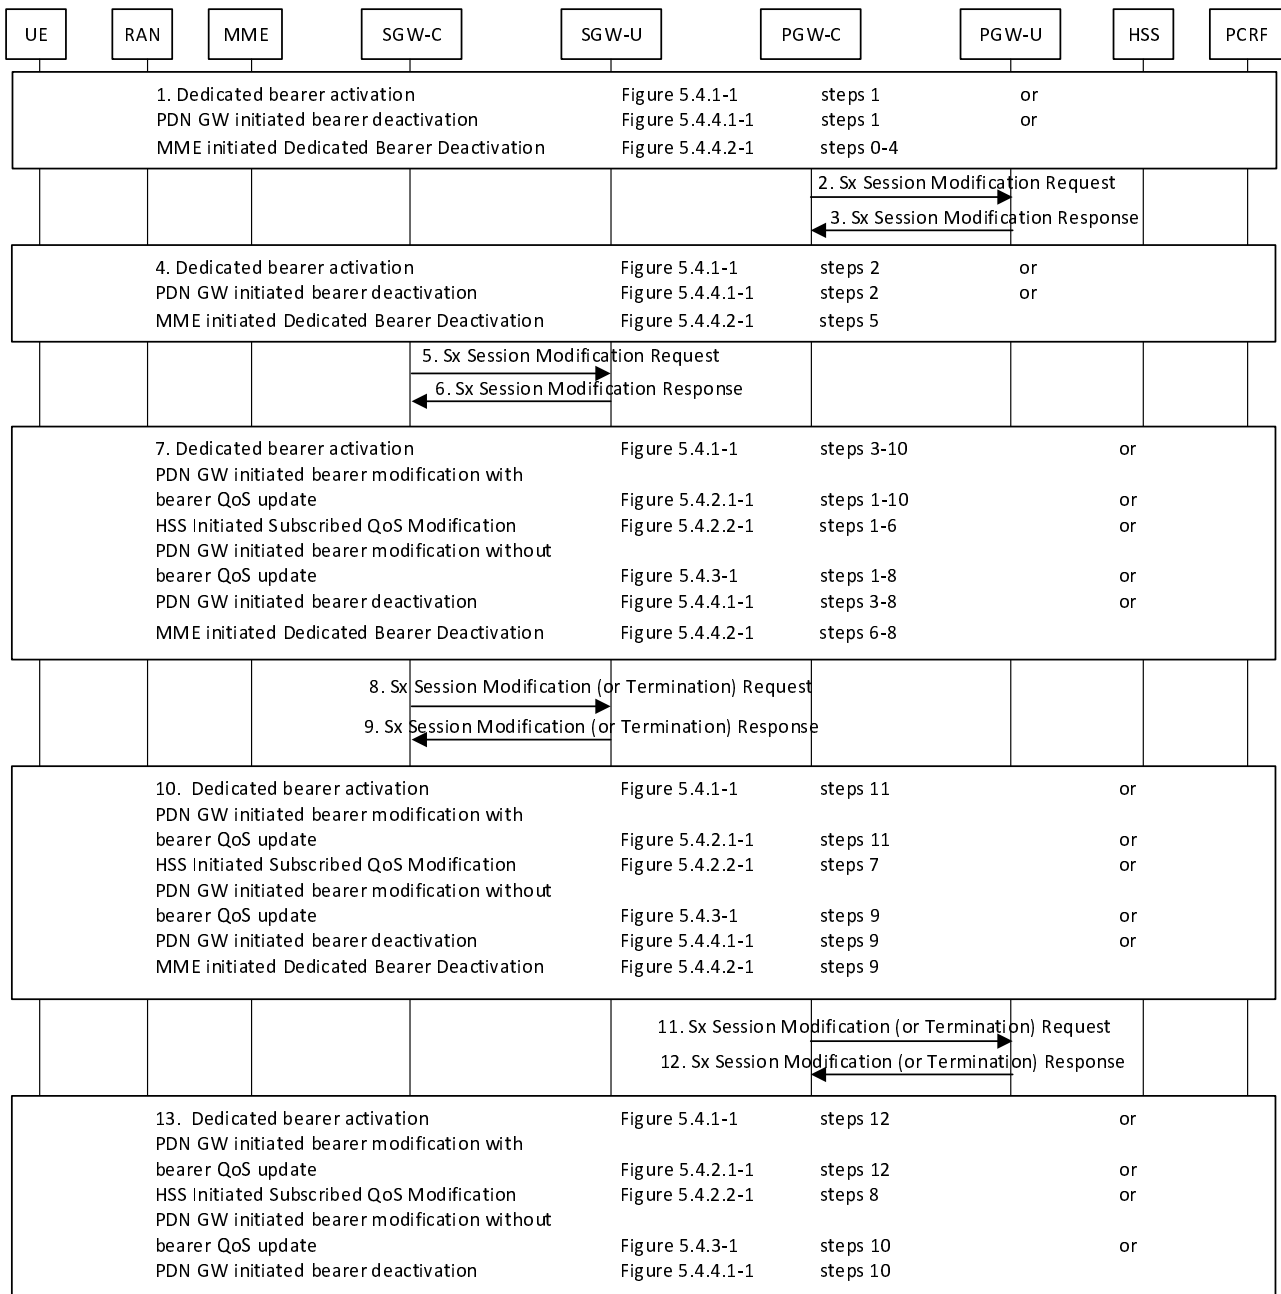 UE RAN MME SGW-C SGW-U PGW-C PGW-U HSS PCRF
1. Dedicated bearer activation Figure 5.4.1-1 steps 1 or
PDN GW initiated bearer deactivation Figure 5.4.4.1-1 steps 1 or
MME initiated Dedicated Bearer Deactivation Figure 5.4.4.2-1 steps 0-4
2. Sx Session Modification Request
3. Sx Session Modification Response
4. Dedicated bearer activation Figure 5.4.1-1 steps 2 or
PDN GW initiated bearer deactivation Figure 5.4.4.1-1 steps 2 or
MME initiated Dedicated Bearer Deactivation Figure 5.4.4.2-1 steps 5
5. Sx Session Modification Request
6. Sx Session Modification Response
7. Dedicated bearer activation Figure 5.4.1-1 steps 3-10 or
PDN GW initiated bearer modification with
bearer QoS update Figure 5.4.2.1-1 steps 1-10 or
HSS Initiated Subscribed QoS Modification Figure 5.4.2.2-1 steps 1-6 or
PDN GW initiated bearer modification without
bearer QoS update Figure 5.4.3-1 steps 1-8 or
PDN GW initiated bearer deactivation Figure 5.4.4.1-1 steps 3-8 or
MME initiated Dedicated Bearer Deactivation Figure 5.4.4.2-1 steps 6-8
8. Sx Session Modification (or Termination) Request
9. Sx Session Modification (or Termination) Response
10. Dedicated bearer activation Figure 5.4.1-1 steps 11 or
PDN GW initiated bearer modification with
bearer QoS update Figure 5.4.2.1-1 steps 11 or
HSS Initiated Subscribed QoS Modification Figure 5.4.2.2-1 steps 7 or
PDN GW initiated bearer modification without
bearer QoS update Figure 5.4.3-1 steps 9 or
PDN GW initiated bearer deactivation Figure 5.4.4.1-1 steps 9 or
MME initiated Dedicated Bearer Deactivation Figure 5.4.4.2-1 steps 9
11. Sx Session Modification (or Termination) Request
12. Sx Session Modification (or Termination) Response
13. Dedicated bearer activation Figure 5.4.1-1 steps 12 or
PDN GW initiated bearer modification with
bearer QoS update Figure 5.4.2.1-1 steps 12 or
HSS Initiated Subscribed QoS Modification Figure 5.4.2.2-1 steps 8 or
PDN GW initiated bearer modification without
bearer QoS update Figure 5.4.3-1 steps 10 or
PDN GW initiated bearer deactivation Figure 5.4.4.1-1 steps 10